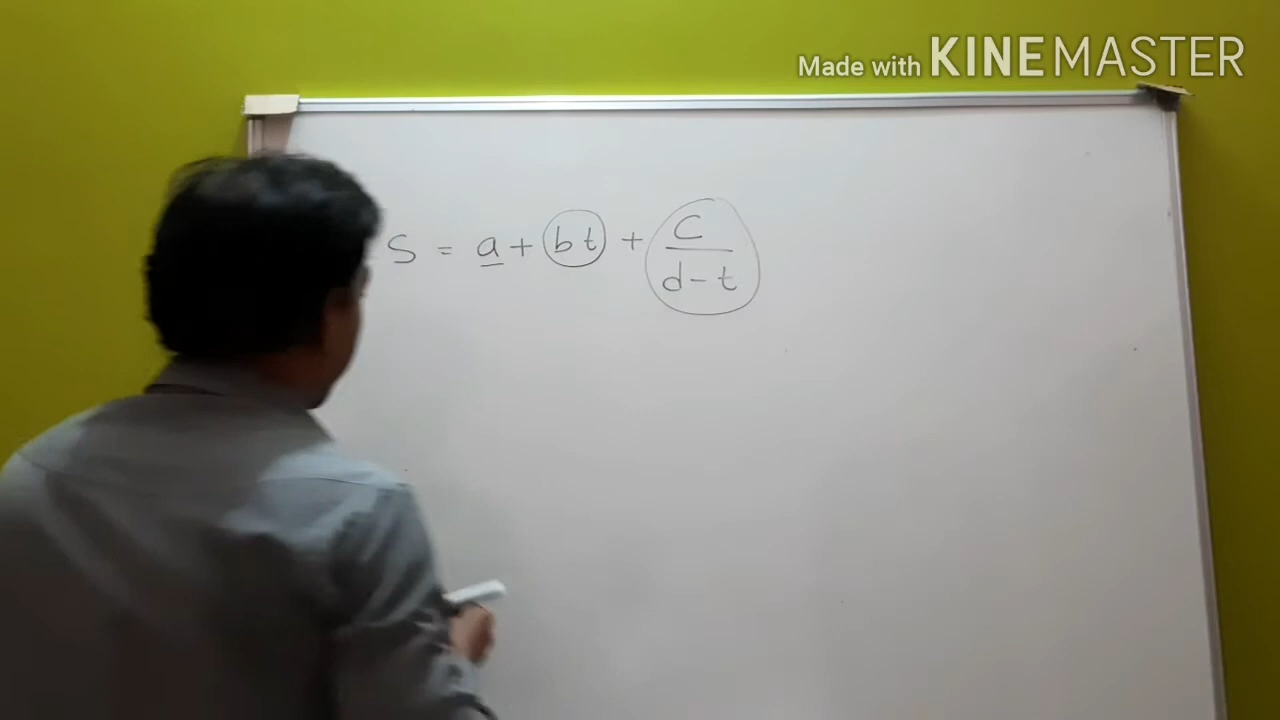 Made with KINEMASTER
S = a + bt + C/(d-t)